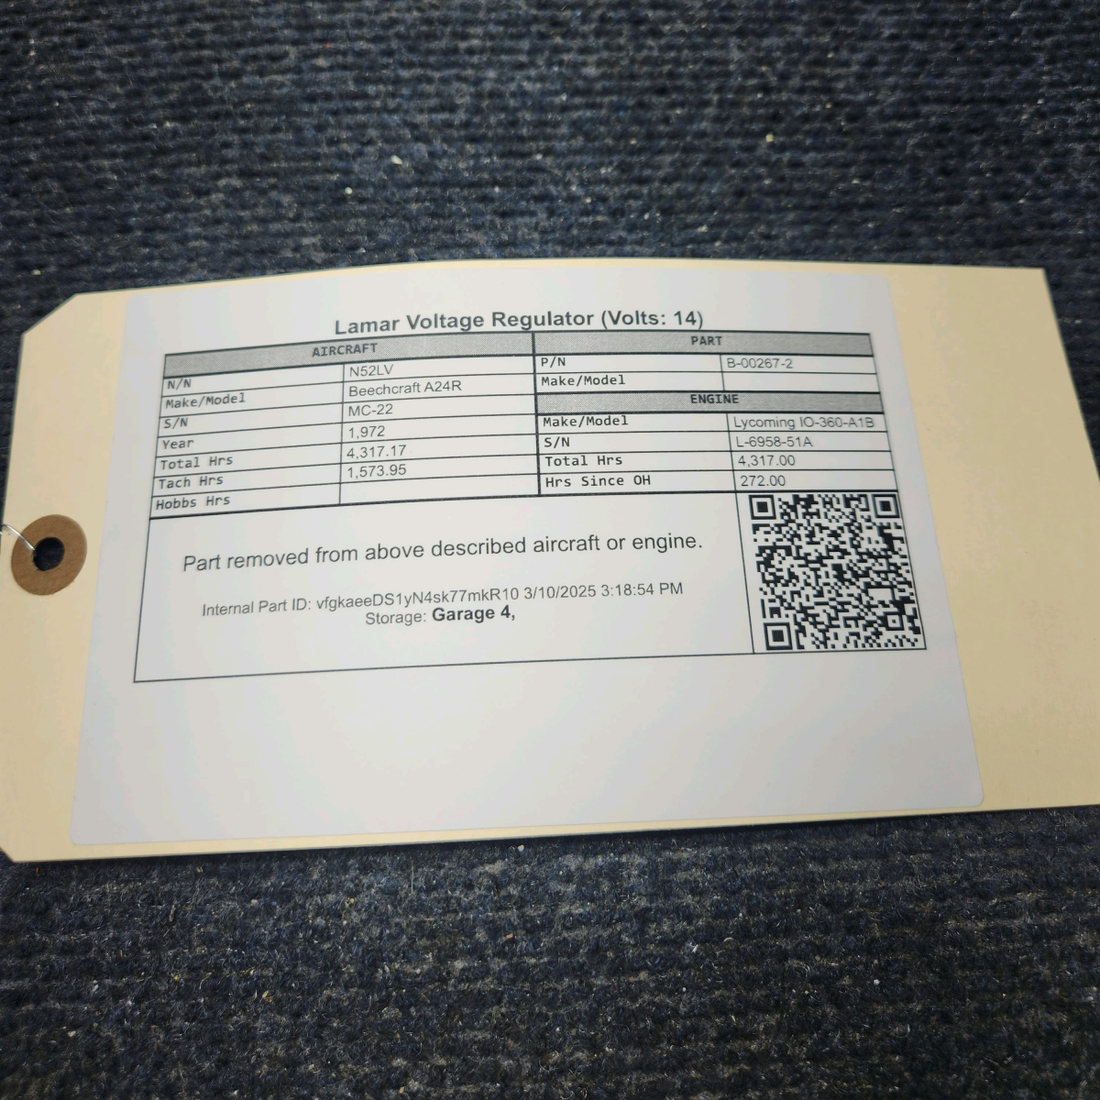 Lamar Voltage Regulator (Volts: 14)
AIRCRAFT
N/N N52LV
Make/Model Beechcraft A24R
S/N MC-22
Year 1,972
Total Hrs 4,317.17
Tach Hrs 1,573.95
Hobbs Hrs
PART
P/N B-00267-2
Make/Model
ENGINE
Make/Model Lycoming IO-360-A1B
S/N L-6958-51A
Total Hrs 4,317.00
Hrs Since OH 272.00
Part removed from above described aircraft or engine.
Internal Part ID: vfgkaeeDS1yN4sk77mkR10 3/10/2025 3:18:54 PM
Storage: Garage 4,